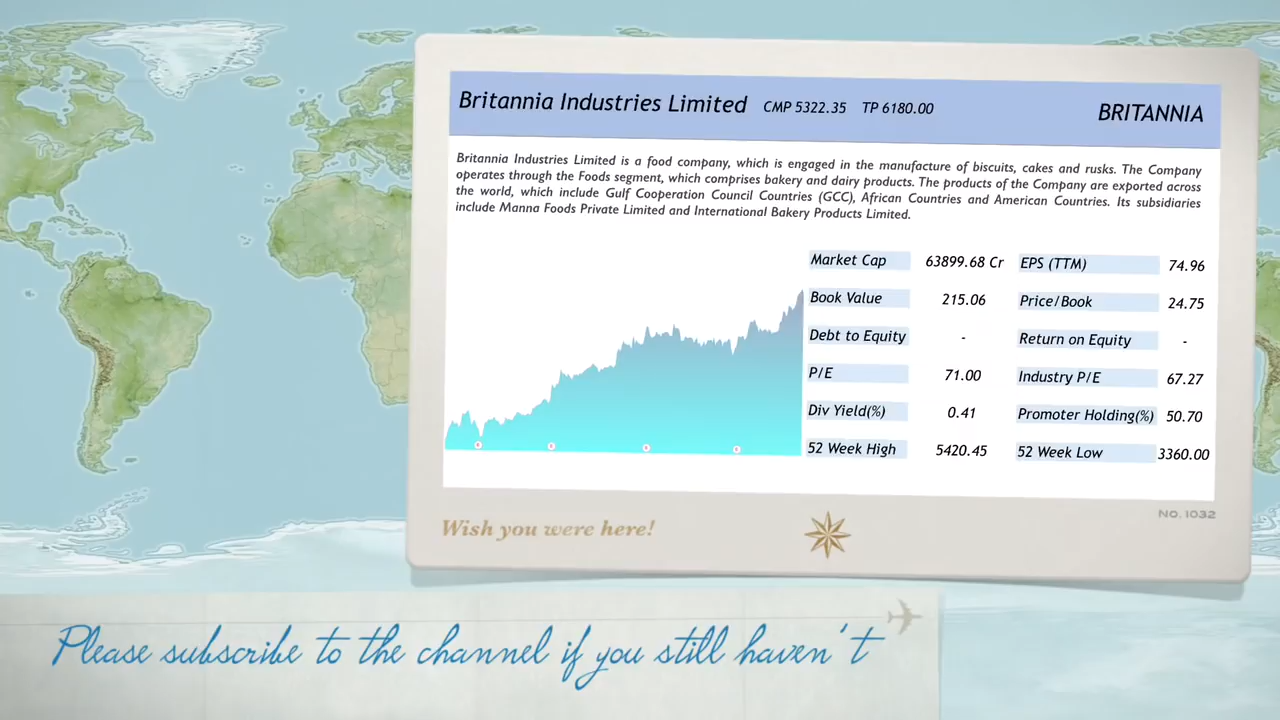 Britannia Industries Limited CMP 5322.35 TP 6180.00 BRITANNIA
Britannia Industries Limited is a food company, which is engaged in the manufacture of biscuits, cakes and rusks. The Company
operates through the Foods segment, which comprises bakery and dairy products. The products of the Company are exported across
the world, which include Gulf Cooperation Council Countries (GCC), African Countries and American Countries. Its subsidiaries
include Manna Foods Private Limited and International Bakery Products Limited.
Market Cap 63899.68 Cr EPS (TTM) 74.96
Book Value 215.06 Price/Book 24.75
Debt to Equity - Return on Equity -
P/E 71.00 Industry P/E 67.27
Div Yield(%) 0.41 Promoter Holding(%) 50.70
52 Week High 5420.45 52 Week Low 3360.00
Wish you were here!
NO. 1032
Please subscribe to the channel if you still haven't